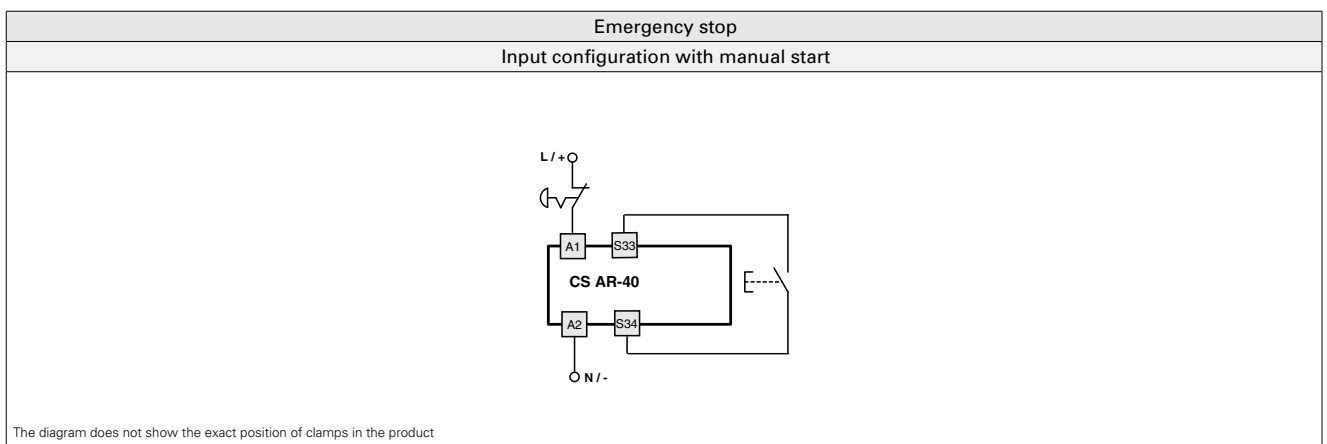 Emergency stop
Input configuration with manual start
L / +
A1
S33
CS AR-40
A2
S34
N / -
The diagram does not show the exact position of clamps in the product